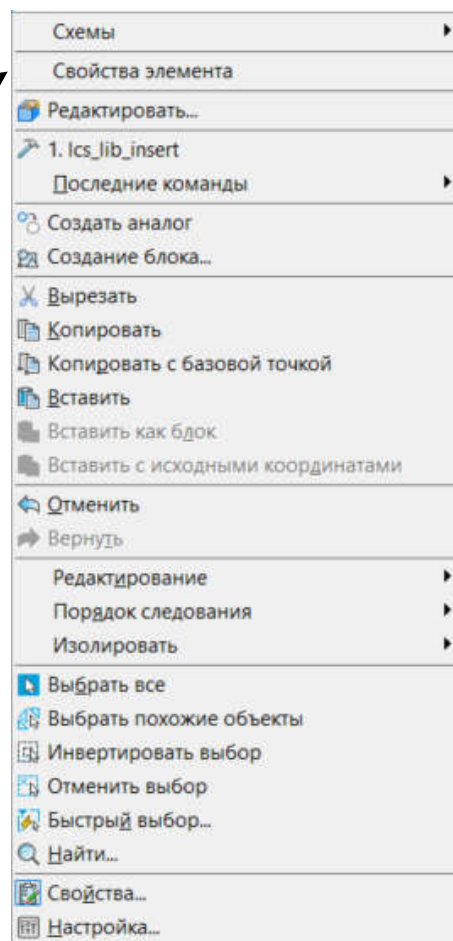 Схемы
Свойства элемента
Редактировать...
1. lcs_lib_insert
Последние команды
Создать аналог
Создание блока...
Вырезать
Копировать
Копировать с базовой точкой
Вставить
Вставить как блок
Вставить с исходными координатами
Отменить
Вернуть
Редактирование
Порядок следования
Изолировать
Выбрать все
Выбрать похожие объекты
Инвертировать выбор
Отменить выбор
Быстрый выбор...
Найти...
Свойства...
Настройка...